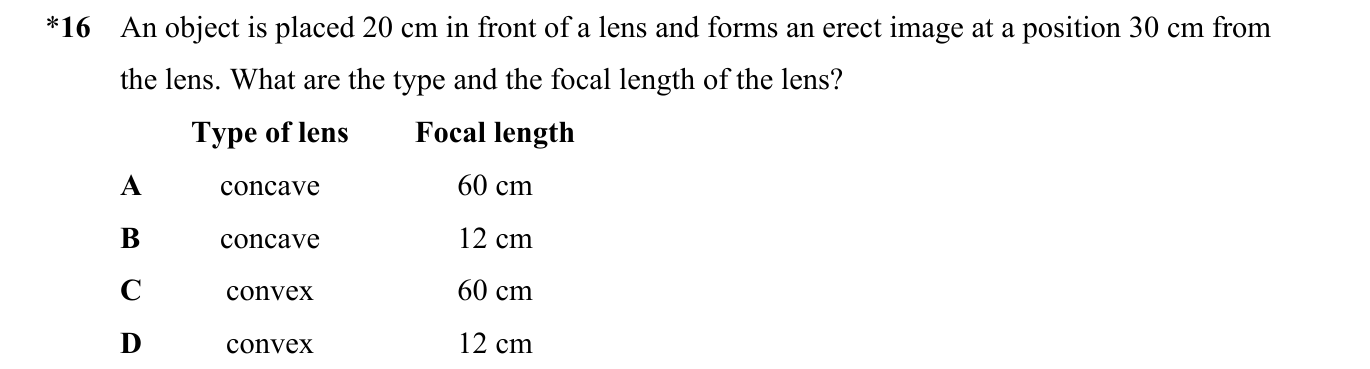 *16 An object is placed 20 cm in front of a lens and forms an erect image at a position 30 cm from
the lens. What are the type and the focal length of the lens?
Type of lens Focal length
A concave 60 cm
B concave 12 cm
C convex 60 cm
D convex 12 cm